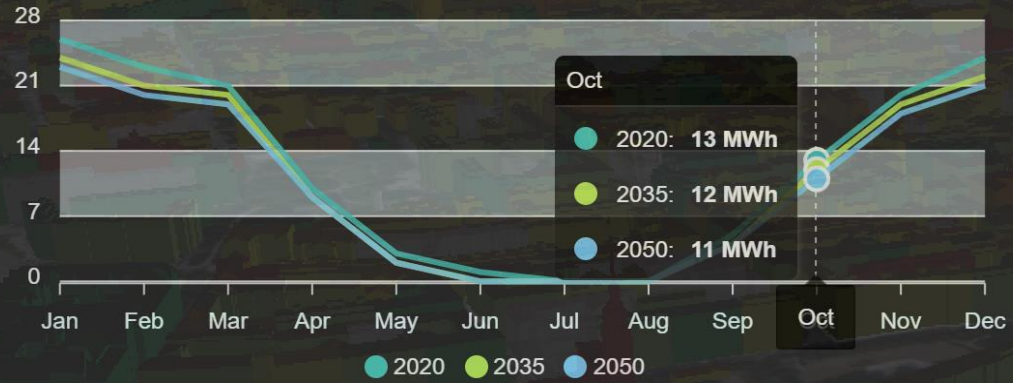 28
21
14
7
0
Oct
2020: 13 MWh
2035: 12 MWh
2050: 11 MWh
Jan Feb Mar Apr May Jun Jul Aug Sep Oct Nov Dec
2020 2035 2050